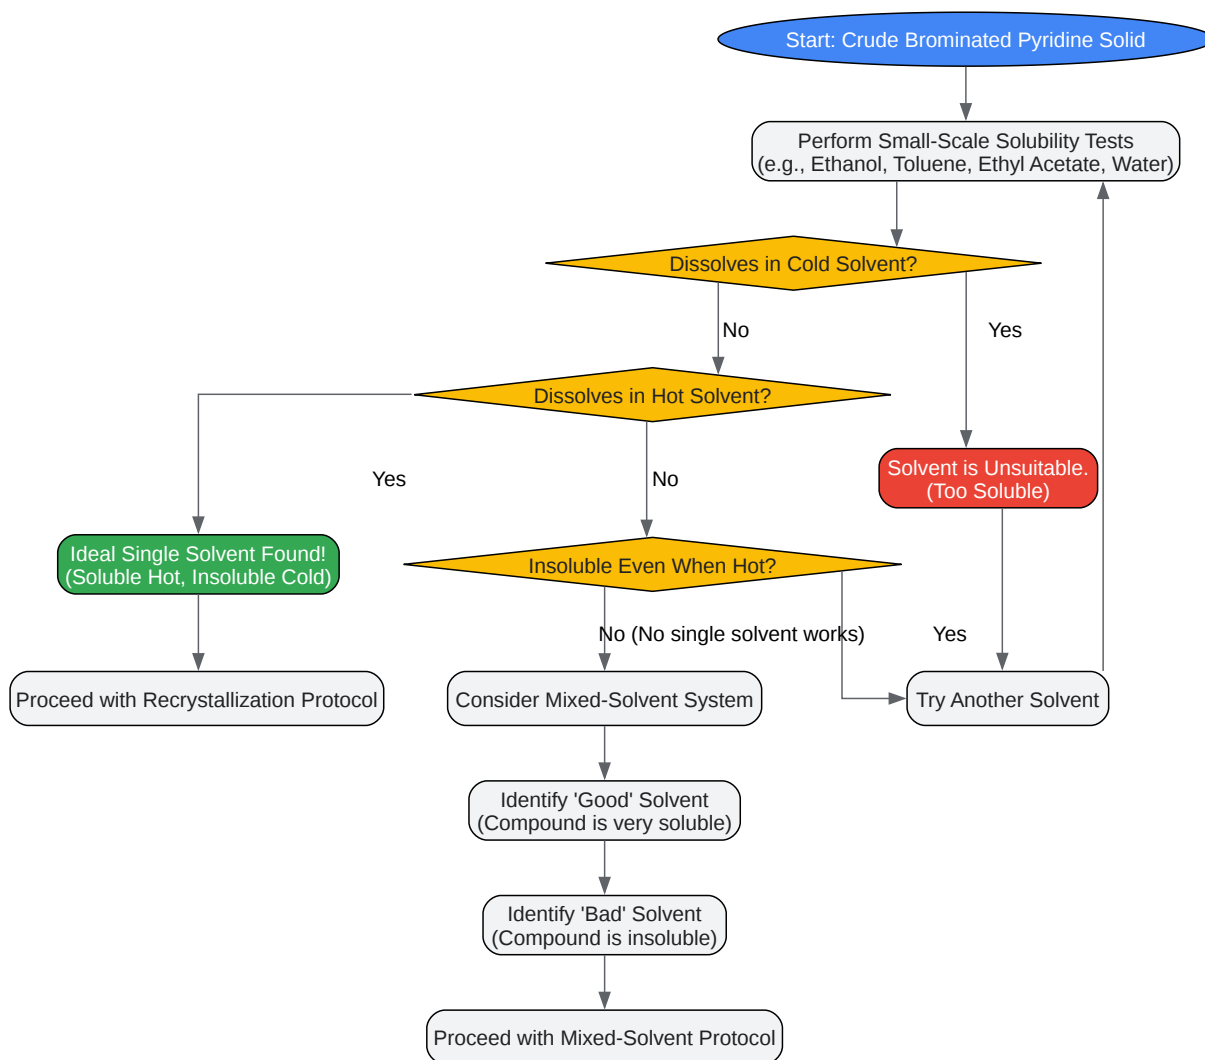 Start: Crude Brominated Pyridine Solid
Perform Small-Scale Solubility Tests
(e.g., Ethanol, Toluene, Ethyl Acetate, Water)
Dissolves in Cold Solvent?
No
Yes
Dissolves in Hot Solvent?
Yes
No
Solvent is Unsuitable.
(Too Soluble)
Ideal Single Solvent Found!
(Soluble Hot, Insoluble Cold)
Insoluble Even When Hot?
No (No single solvent works)
Yes
Proceed with Recrystallization Protocol
Consider Mixed-Solvent System
Try Another Solvent
Identify 'Good' Solvent
(Compound is very soluble)
Identify 'Bad' Solvent
(Compound is insoluble)
Proceed with Mixed-Solvent Protocol